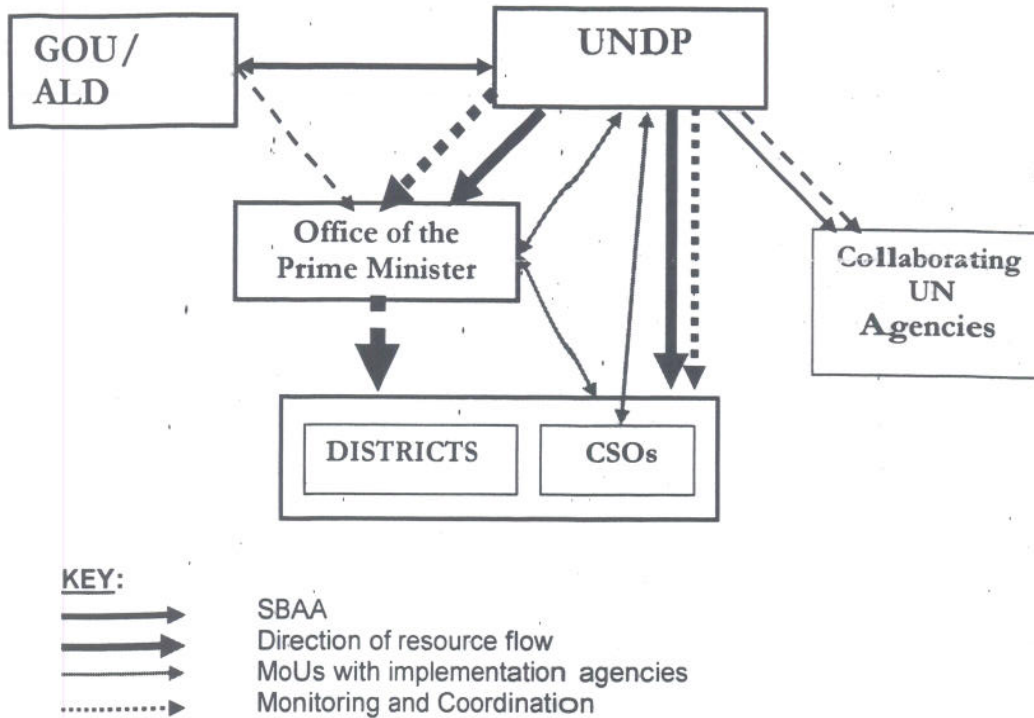 GOU/
ALD
UNDP
Office of the
Prime Minister
Collaborating
UN
Agencies
DISTRICTS
CSOs
KEY:
SBAA
Direction of resource flow
MoUs with implementation agencies
Monitoring and Coordination